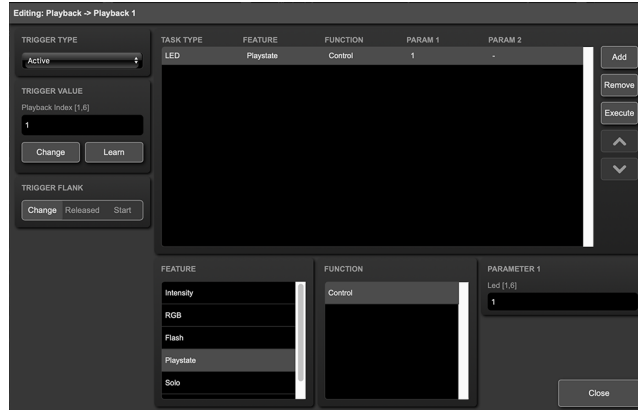 Editing: Playback -> Playback 1
TRIGGER TYPE
Active
TRIGGER VALUE
Playback Index [1,6]
1
Change Learn
TRIGGER FLANK
Change Released Start
TASK TYPE FEATURE FUNCTION PARAM 1 PARAM 2
LED Playstate Control 1 -
Add
Remove
Execute
FEATURE
Intensity
RGB
Flash
Playstate
Solo
FUNCTION
Control
PARAMETER 1
Led [1,6]
1
Close